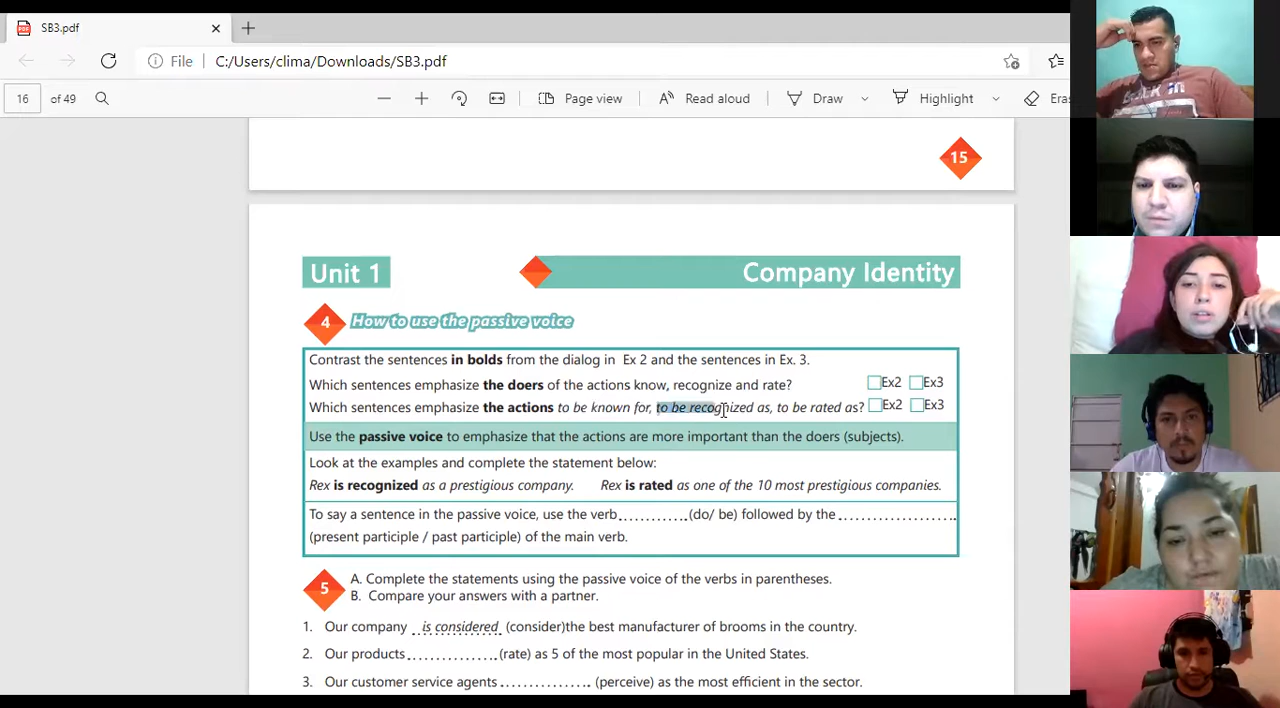 SB3.pdf
File C:/Users/clima/Downloads/SB3.pdf
16 of 49 Page view Read aloud Draw Highlight Eras
15
Unit 1 Company Identity
4 How to use the passive voice
Contrast the sentences in bolds from the dialog in Ex 2 and the sentences in Ex. 3.
Which sentences emphasize the doers of the actions know, recognize and rate? Ex2 Ex3
Which sentences emphasize the actions to be known for, to be recognized as, to be rated as? Ex2 Ex3
Use the passive voice to emphasize that the actions are more important than the doers (subjects).
Look at the examples and complete the statement below:
Rex is recognized as a prestigious company. Rex is rated as one of the 10 most prestigious companies.
To say a sentence in the passive voice, use the verb ............ (do/ be) followed by the ....................
(present participle / past participle) of the main verb.
5 A. Complete the statements using the passive voice of the verbs in parentheses.
B. Compare your answers with a partner.
1. Our company is considered (consider)the best manufacturer of brooms in the country.
2. Our products............... (rate) as 5 of the most popular in the United States.
3. Our customer service agents ............... (perceive) as the most efficient in the sector.